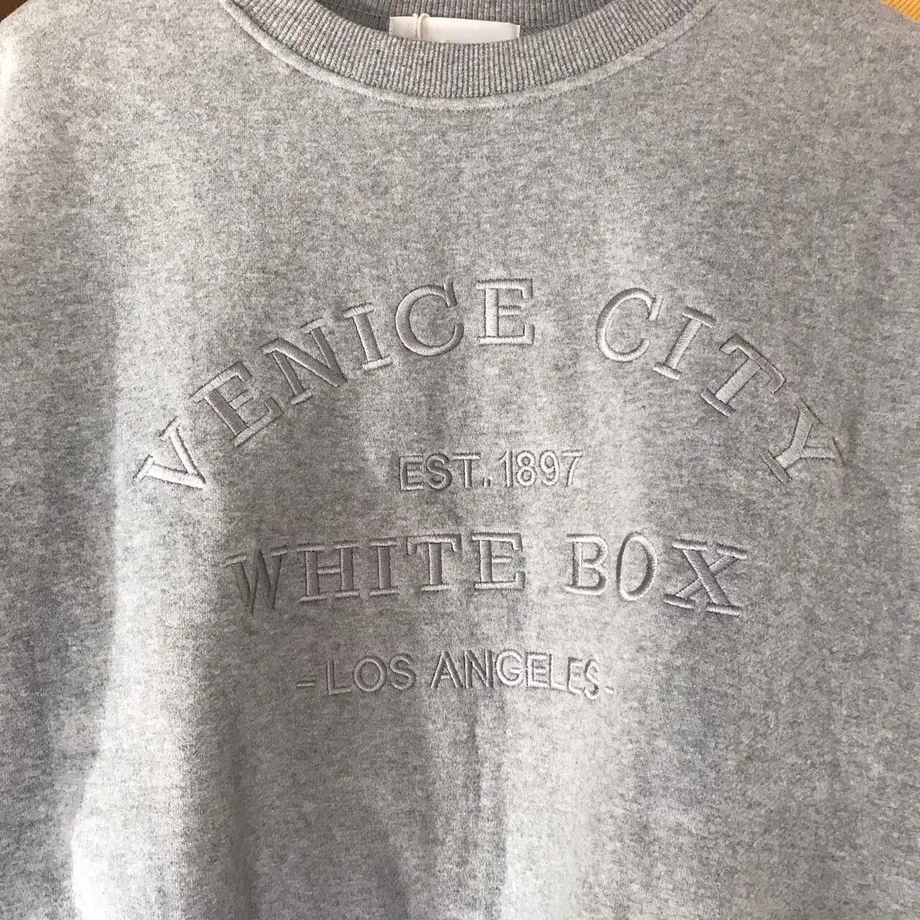 VENICE CITY
EST. 1897
WHITE BOX
-LOS ANGELES-